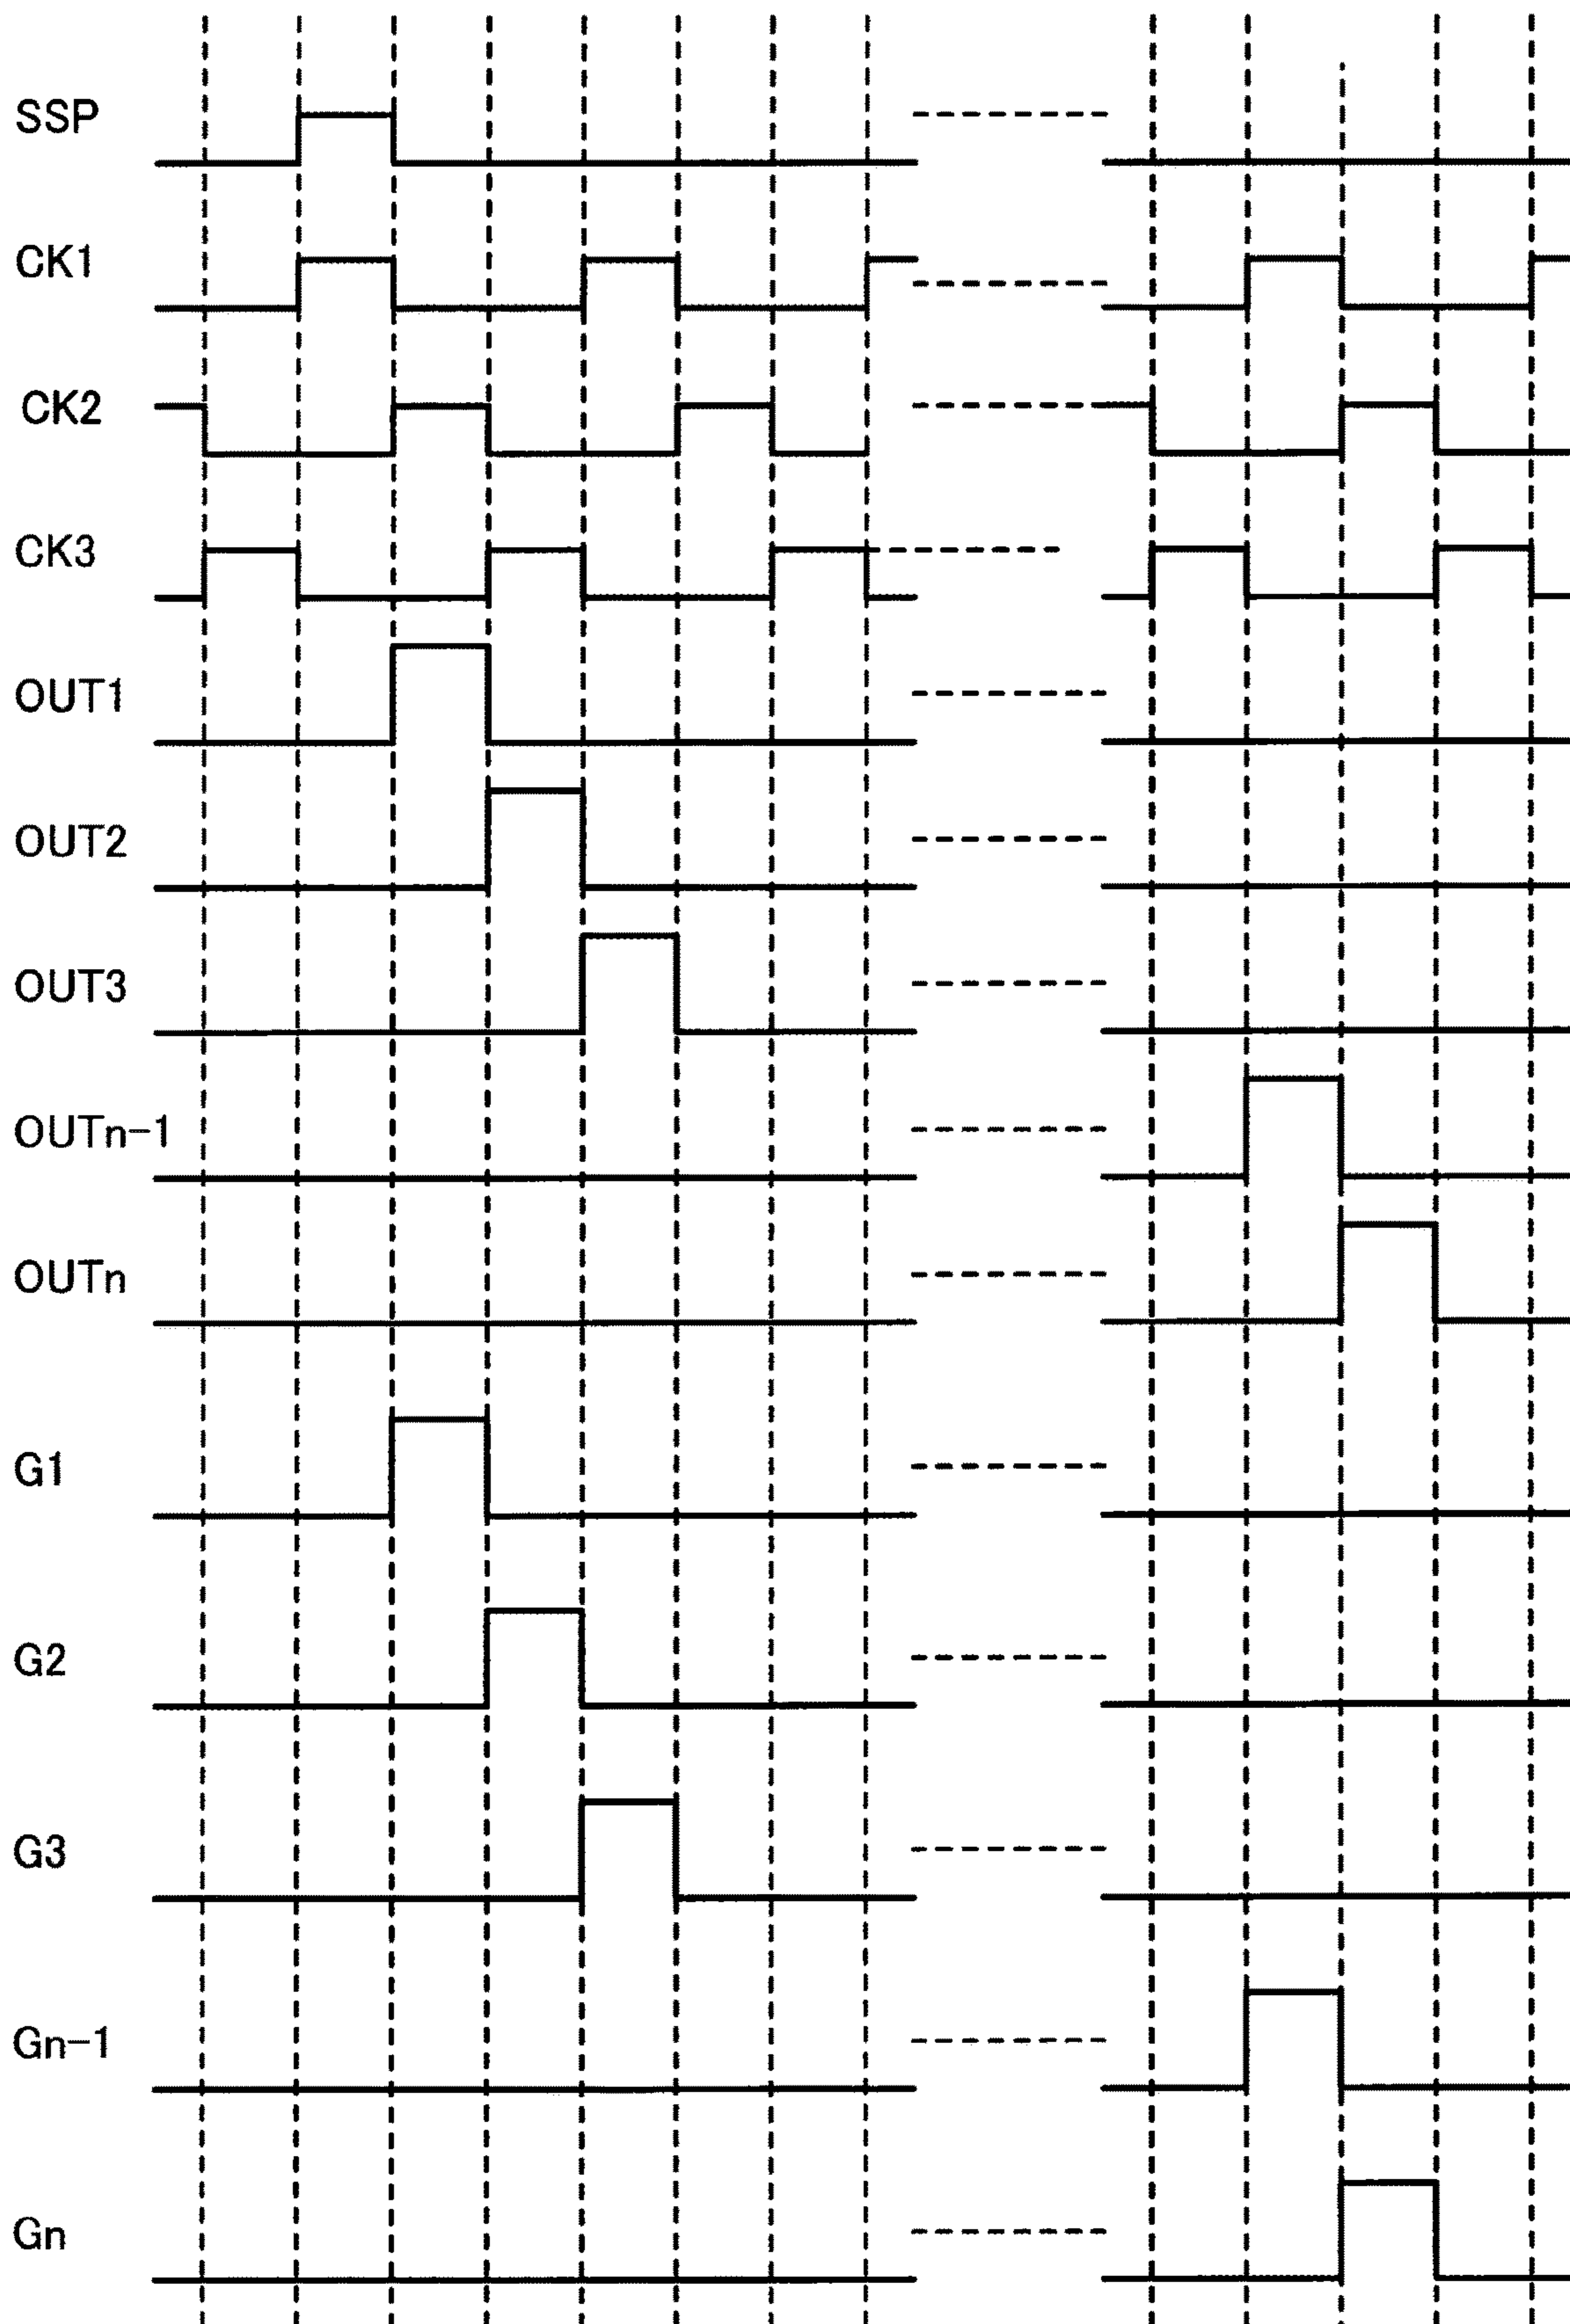 SSP
CK1
CK2
CK3
OUT1
OUT2
OUT3
OUTn-1
OUTn
G1
G2
G3
Gn-1
Gn